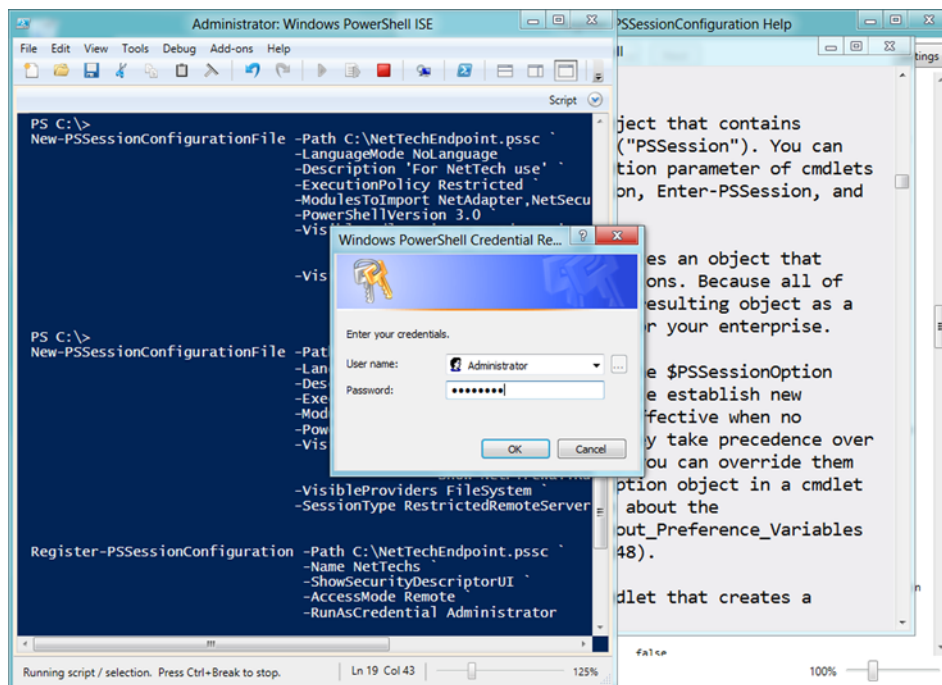 Administrator: Windows PowerShell ISE
File Edit View Tools Debug Add-ons Help
Script
PS C:\>
New-PSSessionConfigurationFile -Path C:\NetTechEndpoint.pssc `
-LanguageMode NoLanguage `
-Description 'For NetTech use' `
-ExecutionPolicy Restricted `
-ModulesToImport NetAdapter,NetSecu
-PowerShellVersion 3.0 `
-Vis
-Vis
PS C:\>
New-PSSessionConfigurationFile -Pat
-Lan
-Des
-Exe
-Mod
-Pow
-Vis
-VisibleProviders FileSystem `
-SessionType RestrictedRemoteServer
Register-PSSessionConfiguration -Path C:\NetTechEndpoint.pssc `
-Name NetTechs `
-ShowSecurityDescriptorUI `
-AccessMode Remote `
-RunAsCredential Administrator
Running script / selection. Press Ctrl+Break to stop.
Ln 19 Col 43
125%
Windows PowerShell Credential Re...
Enter your credentials.
User name:
Administrator
Password:
••••••••
OK
Cancel
PSSessionConfiguration Help
ll
tings
ject that contains
("PSSession"). You can
tion parameter of cmdlets
on, Enter-PSSession, and
es an object that
ons. Because all of
esulting object as a
r your enterprise.
e $PSSessionOption
e establish new
ffective when no
y take precedence over
you can override them
ption object in a cmdlet
about the
out_Preference_Variables
48).
dlet that creates a
n
false
100%